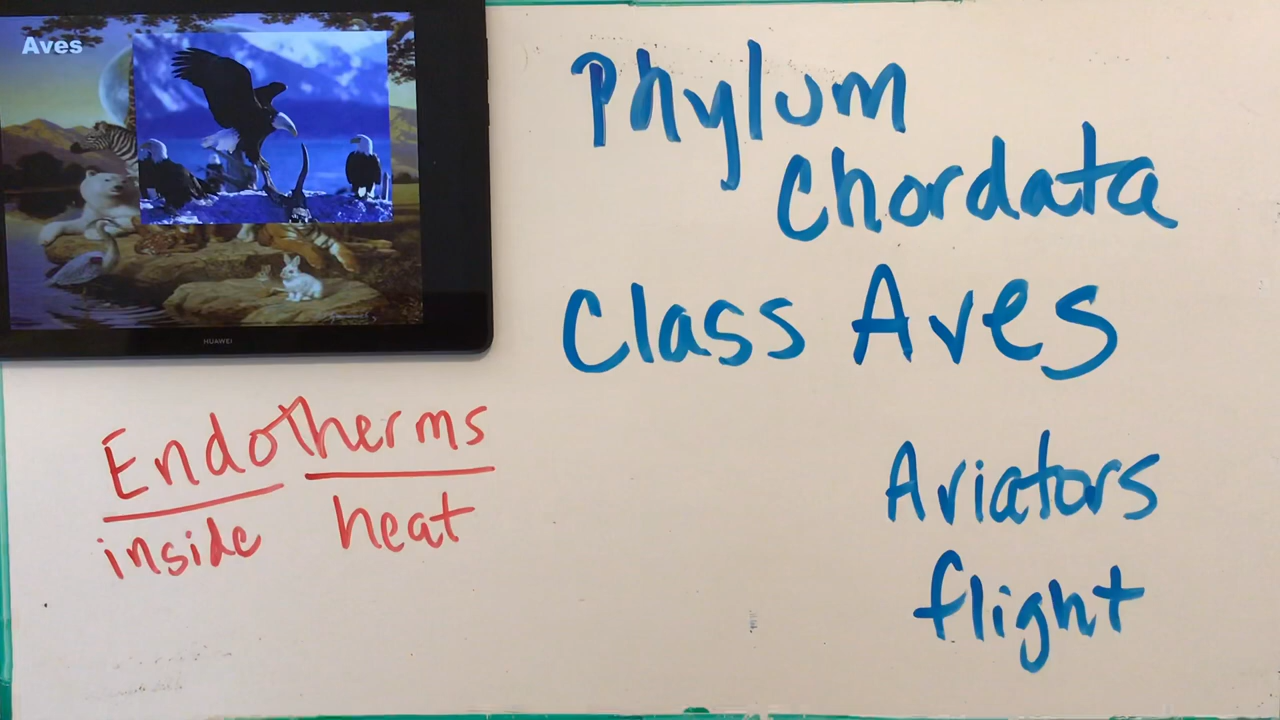 Aves
HUAWEI
Phylum
Chordata
Class Aves
Aviators
flight
Endotherms
inside heat